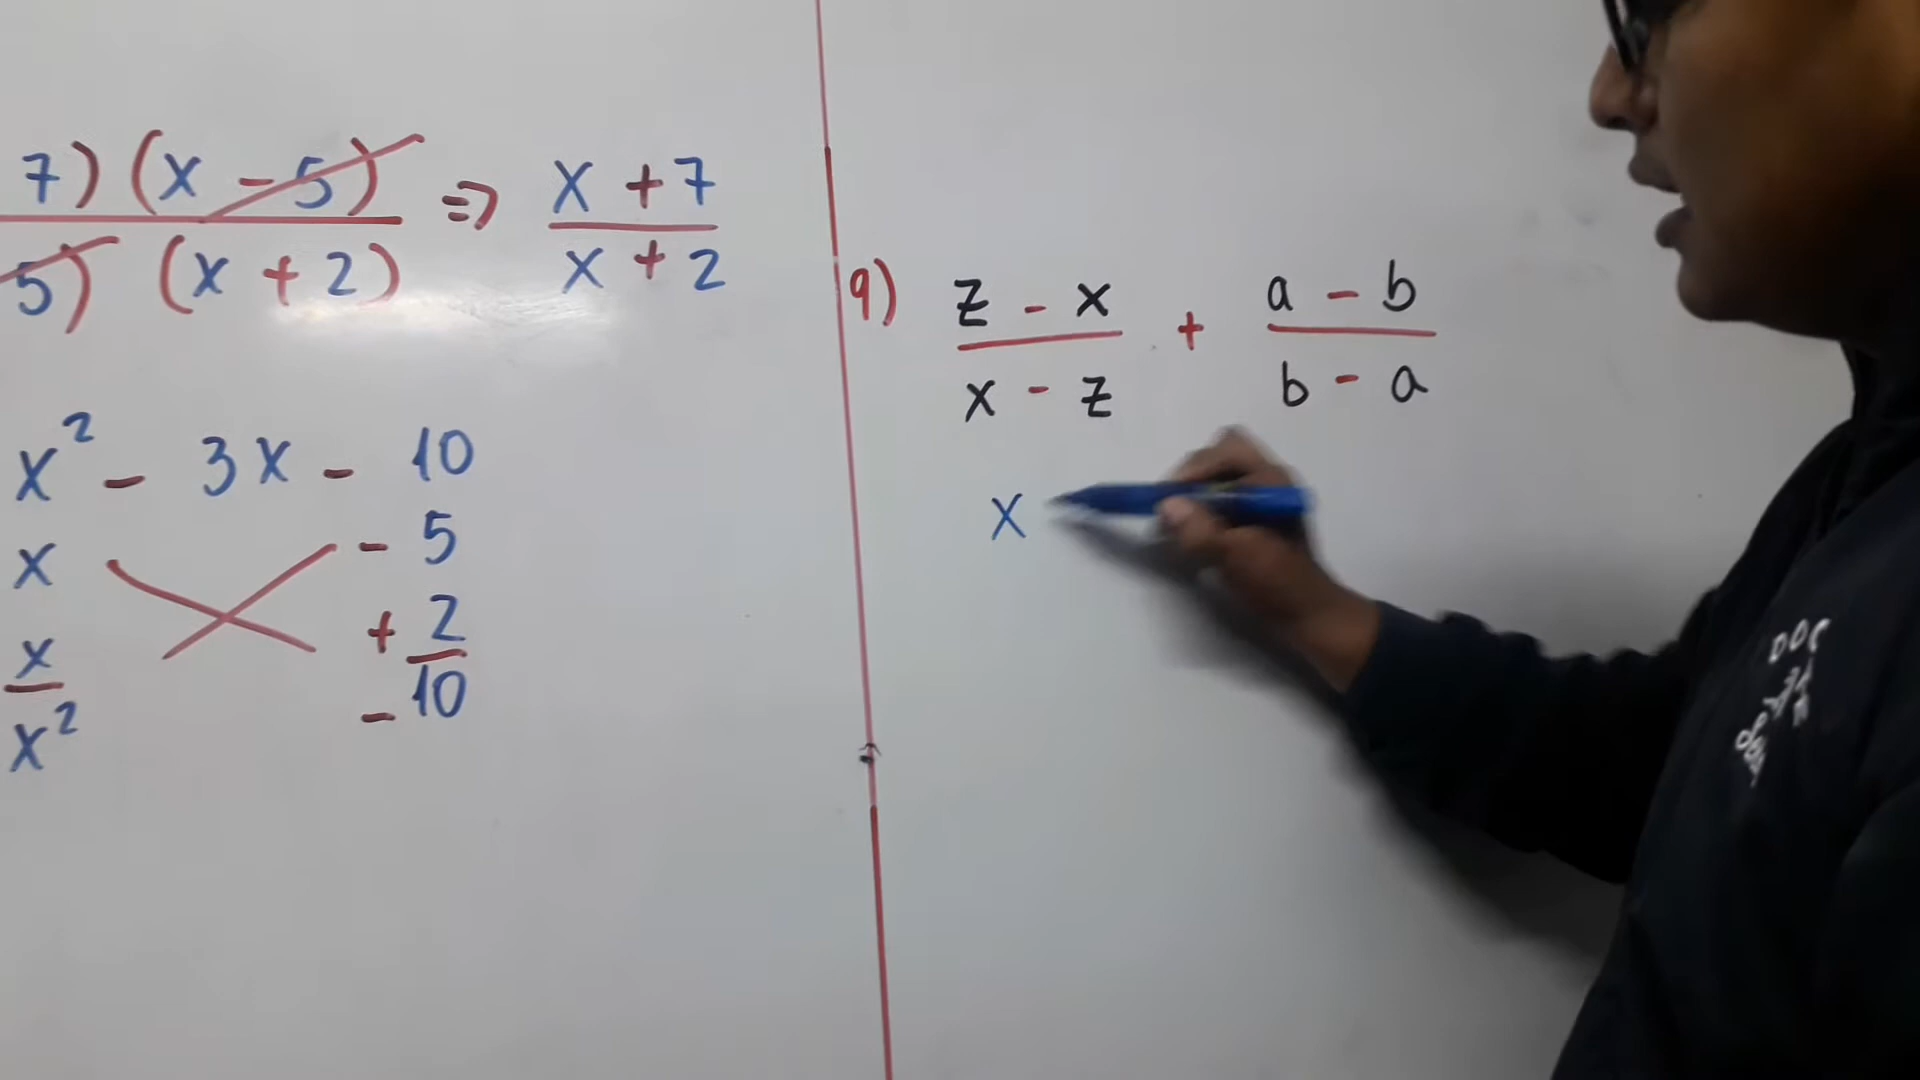 7) (x - 5) ⇒ x + 7
5) (x + 2) x + 2
x² - 3x - 10
x - 5
x + 2
x² - 10
9) z - x + a - b
x - z b - a
x